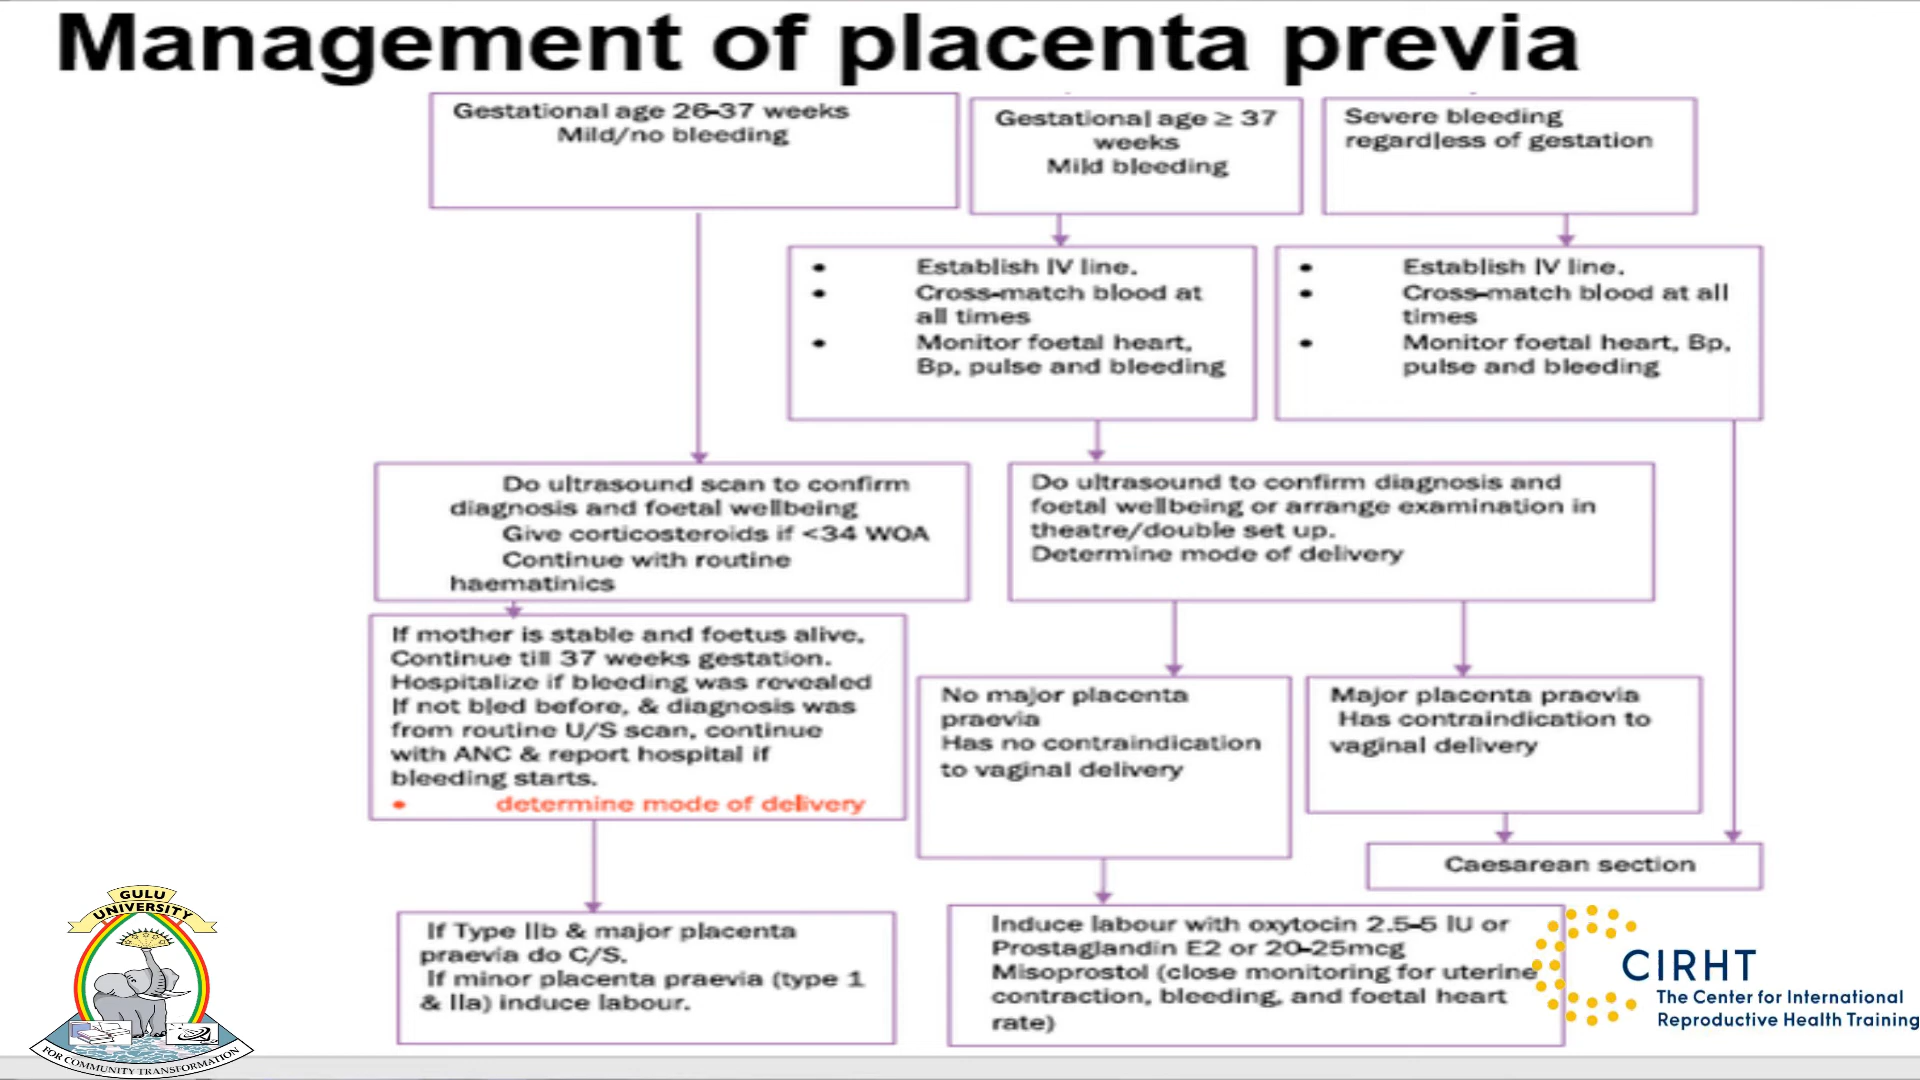 Management of placenta previa
Gestational age 26-37 weeks
Mild/no bleeding
Gestational age ≥ 37
weeks
Mild bleeding
Severe bleeding
regardless of gestation
• Establish IV line.
• Cross-match blood at
all times
• Monitor foetal heart,
Bp, pulse and bleeding
• Establish IV line.
• Cross-match blood at all
times
• Monitor foetal heart, Bp,
pulse and bleeding
Do ultrasound scan to confirm
diagnosis and foetal wellbeing
Give corticosteroids if <34 WOA
Continue with routine
haematinics
Do ultrasound to confirm diagnosis and
foetal wellbeing or arrange examination in
theatre/double set up.
Determine mode of delivery
If mother is stable and foetus alive,
Continue till 37 weeks gestation.
Hospitalize if bleeding was revealed
If not bled before, & diagnosis was
from routine U/S scan, continue
with ANC & report hospital if
bleeding starts.
• determine mode of delivery
No major placenta
praevia
Has no contraindication
to vaginal delivery
Major placenta praevia
Has contraindication to
vaginal delivery
Caesarean section
If Type IIb & major placenta
praevia do C/S.
If minor placenta praevia (type 1
& IIa) induce labour.
Induce labour with oxytocin 2.5-5 IU or
Prostaglandin E2 or 20-25mcg
Misoprostol (close monitoring for uterine
contraction, bleeding, and foetal heart
rate)
GULU
UNIVERSITY
FOR COMMUNITY TRANSFORMATION
CIRHT
The Center for International
Reproductive Health Training